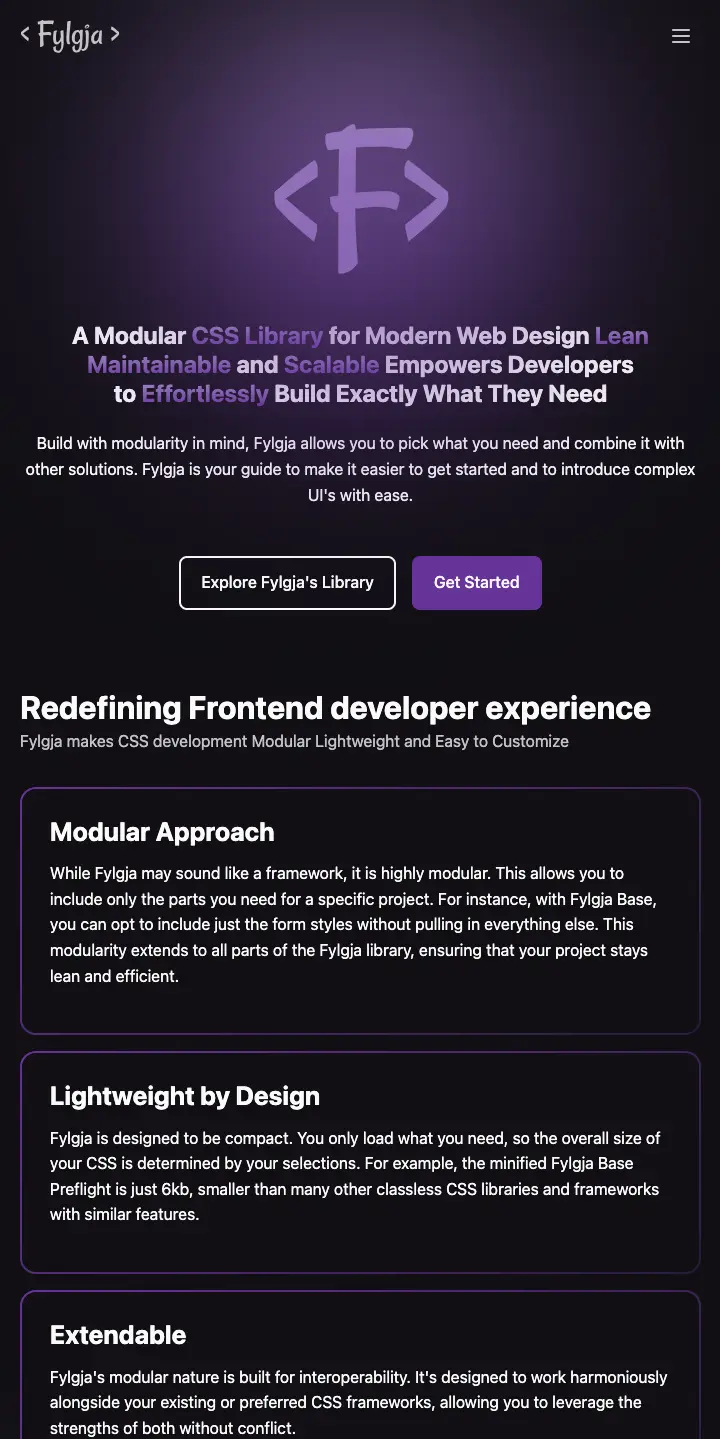 < Fylgja >
<F>
A Modular CSS Library for Modern Web Design Lean
Maintainable and Scalable Empowers Developers
to Effortlessly Build Exactly What They Need
Build with modularity in mind, Fylgja allows you to pick what you need and combine it with
other solutions. Fylgja is your guide to make it easier to get started and to introduce complex
UI's with ease.
Explore Fylgja's Library
Get Started
Redefining Frontend developer experience
Fylgja makes CSS development Modular Lightweight and Easy to Customize
Modular Approach
While Fylgja may sound like a framework, it is highly modular. This allows you to
include only the parts you need for a specific project. For instance, with Fylgja Base,
you can opt to include just the form styles without pulling in everything else. This
modularity extends to all parts of the Fylgja library, ensuring that your project stays
lean and efficient.
Lightweight by Design
Fylgja is designed to be compact. You only load what you need, so the overall size of
your CSS is determined by your selections. For example, the minified Fylgja Base
Preflight is just 6kb, smaller than many other classless CSS libraries and frameworks
with similar features.
Extendable
Fylgja's modular nature is built for interoperability. It's designed to work harmoniously
alongside your existing or preferred CSS frameworks, allowing you to leverage the
strengths of both without conflict.